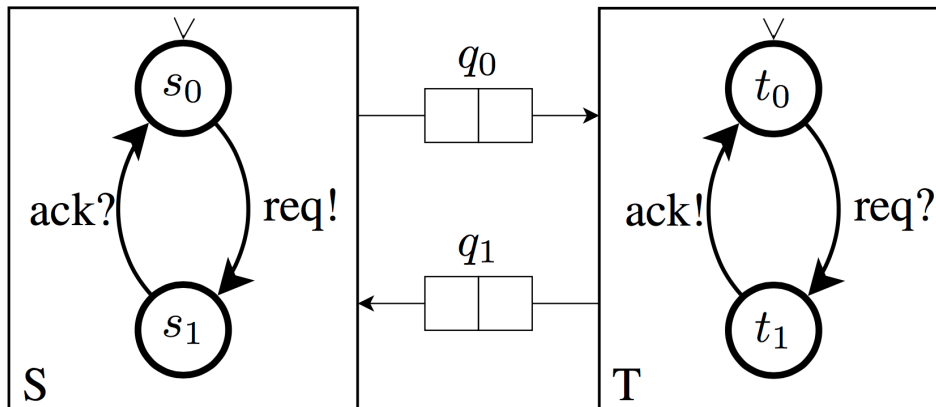 s₀
q₀
t₀
ack?
req!
ack!
req?
q₁
s₁
t₁
S
T